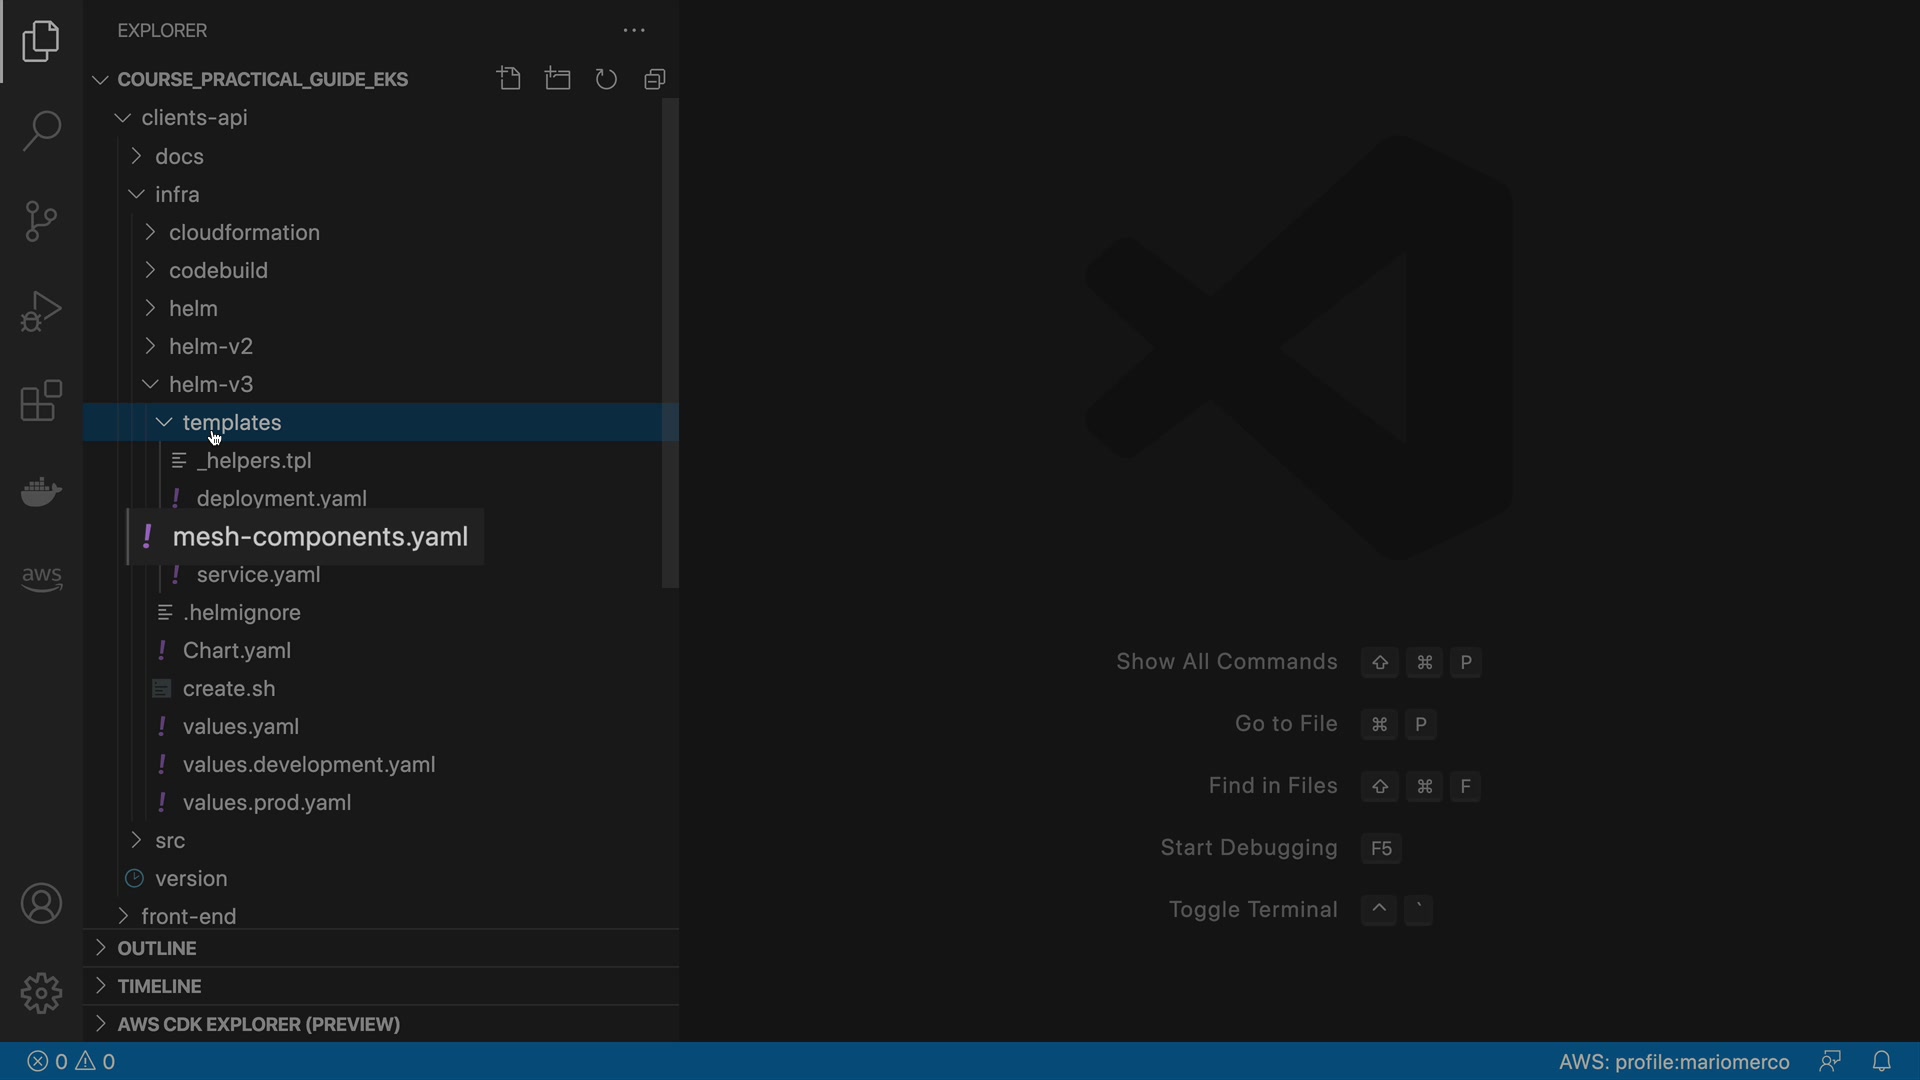 EXPLORER
COURSE_PRACTICAL_GUIDE_EKS
clients-api
docs
infra
cloudformation
codebuild
helm
helm-v2
helm-v3
templates
_helpers.tpl
! deployment.yaml
! mesh-components.yaml
! service.yaml
.helmignore
! Chart.yaml
create.sh
! values.yaml
! values.development.yaml
! values.prod.yaml
src
version
front-end
OUTLINE
TIMELINE
AWS CDK EXPLORER (PREVIEW)
aws
Show All Commands ⇧ ⌘ P
Go to File ⌘ P
Find in Files ⇧ ⌘ F
Start Debugging F5
Toggle Terminal ^ `
0 0
AWS: profile:mariomerco